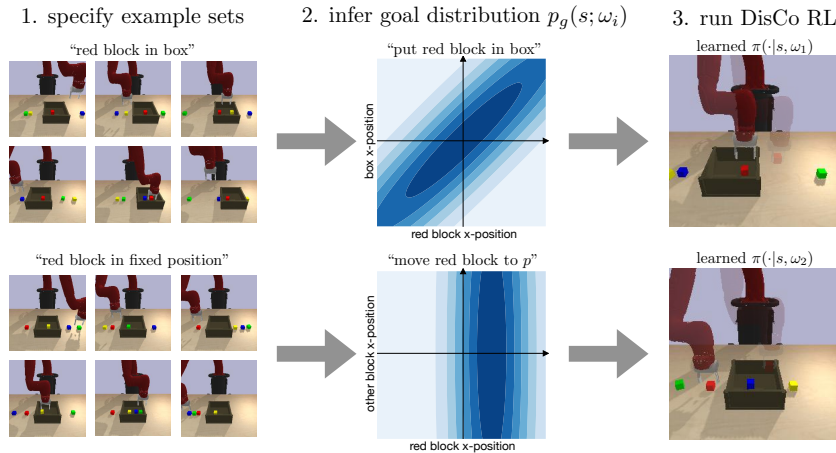 1. specify example sets
2. infer goal distribution $p_g(s; \omega_i)$
3. run DisCo RL
“red block in box”
“put red block in box”
learned $\pi(\cdot|s, \omega_1)$
box x-position
red block x-position
“red block in fixed position”
“move red block to $p$”
learned $\pi(\cdot|s, \omega_2)$
other block x-position
red block x-position